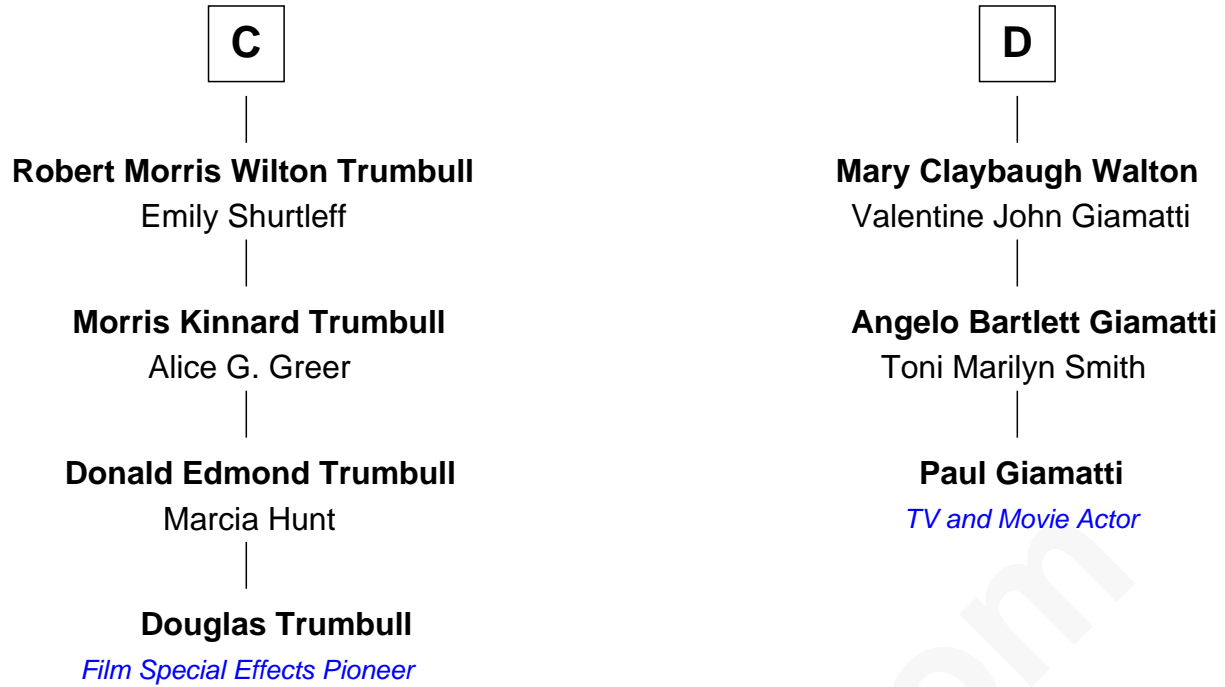 C
Robert Morris Wilton Trumbull
Emily Shurtleff
Morris Kinnard Trumbull
Alice G. Greer
Donald Edmond Trumbull
Marcia Hunt
Douglas Trumbull
Film Special Effects Pioneer
D
Mary Claybaugh Walton
Valentine John Giamatti
Angelo Bartlett Giamatti
Toni Marilyn Smith
Paul Giamatti
TV and Movie Actor
om